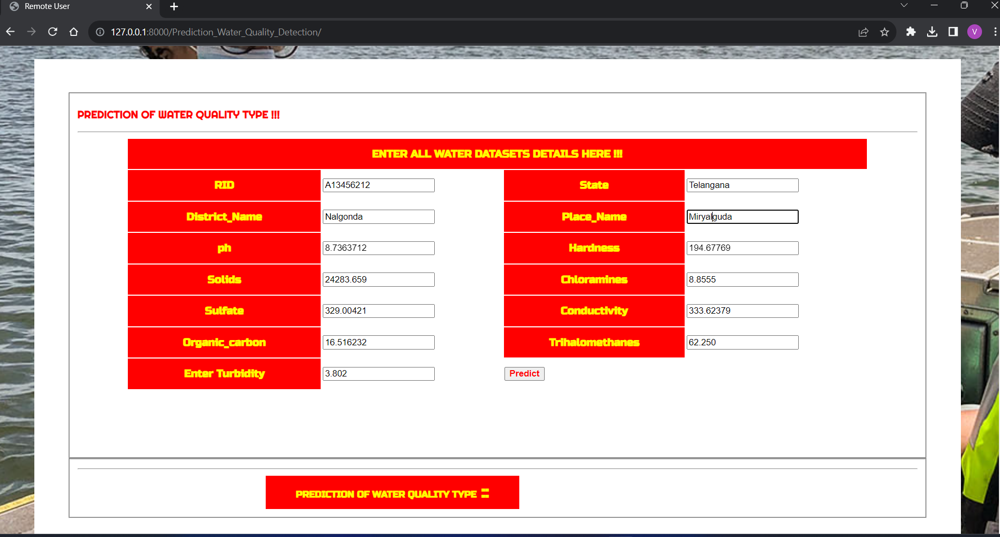 Remote User
127.0.0.1:8000/Prediction_Water_Quality_Detection/
V
PREDICTION OF WATER QUALITY TYPE !!!
ENTER ALL WATER DATASETS DETAILS HERE !!!
RID A13456212 State Telangana
District_Name Nalgonda Place_Name Miryalguda
ph 8.7363712 Hardness 194.67769
Solids 24283.659 Chloramines 8.8555
Sulfate 329.00421 Conductivity 333.62379
Organic_carbon 16.516232 Trihalomethanes 62.250
Enter Turbidity 3.802 Predict
PREDICTION OF WATER QUALITY TYPE ::